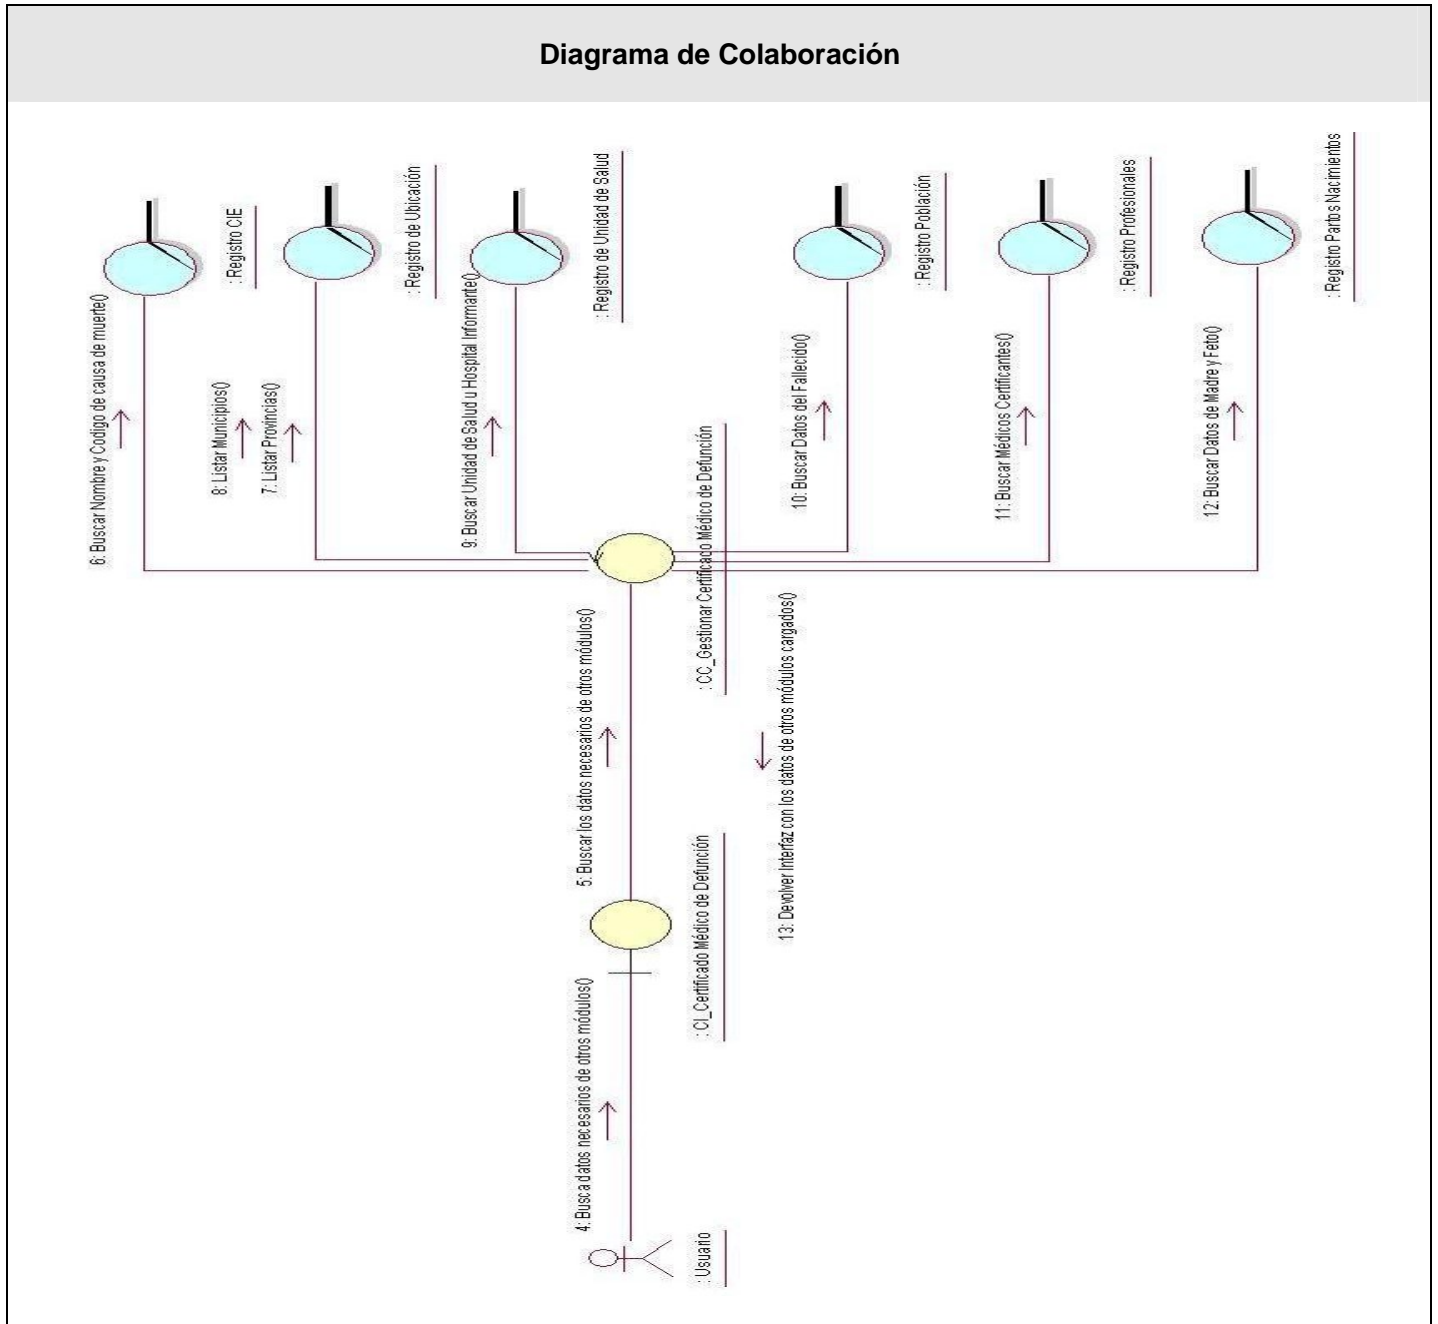 Diagrama de Colaboración
: Registro CIE
: Registro de Ubicación
: Registro de Unidad de Salud
: Registro Población
: Registro Profesionales
: Registro Partos Nacimientos
6: Buscar Nombre y Codigo de causa de muerte()
8: Listar Municipios()
7: Listar Provincias()
9: Buscar Unidad de Salud u Hospital Informante()
10: Buscar Datos del Fallecido()
11: Buscar Médicos Certificantes()
12: Buscar Datos de Madre y Feto()
: CC_Gestionar Certificado Médico de Defunción
5: Buscar los datos necesarios de otros módulos()
13: Devolver Interfaz con los datos de otros módulos cargados()
: CI_Certificado Médico de Defunción
4: Busca datos necesarios de otros módulos()
: Usuario